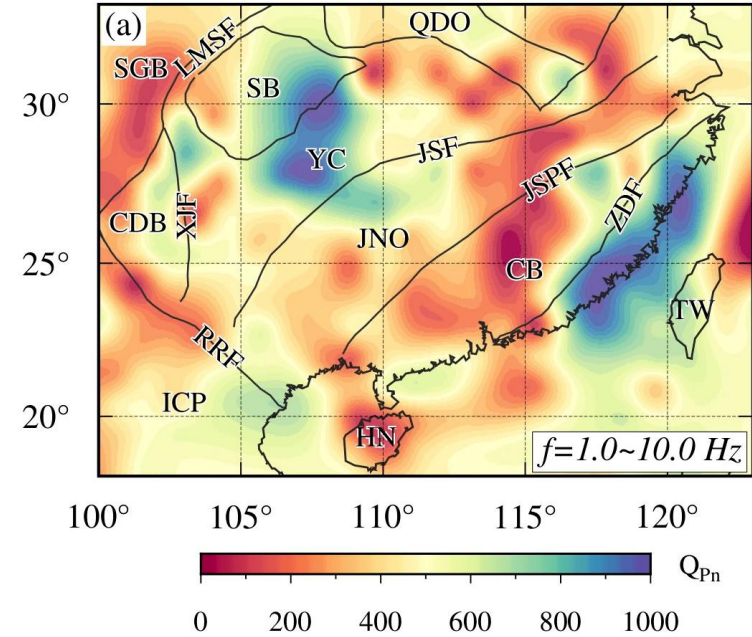 (a)
QDO
SGB
LMSF
SB
30°
YC
JSF
JSPF
CDB
XJF
ZDF
JNO
25°
CB
TW
RRF
ICP
20°
HN
f=1.0~10.0 Hz
100° 105° 110° 115° 120°
Q_Pn
0 200 400 600 800 1000